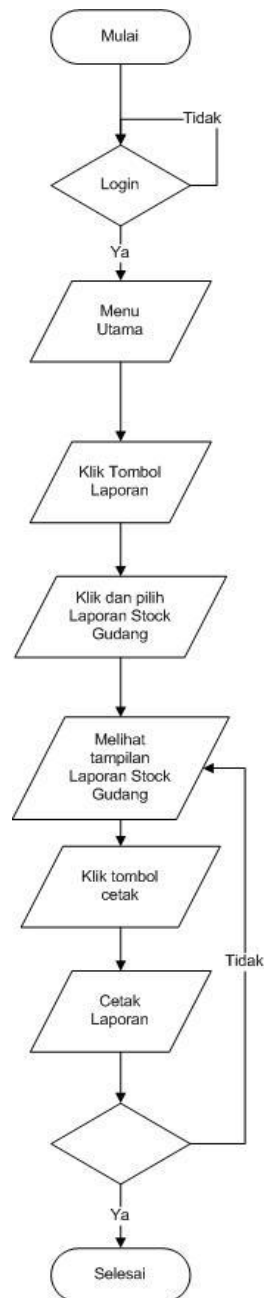 Mulai
Tidak
Login
Ya
Menu
Utama
Klik Tombol
Laporan
Klik dan pilih
Laporan Stock
Gudang
Melihat
tampilan
Laporan Stock
Gudang
Klik tombol
cetak
Tidak
Cetak
Laporan
Ya
Selesai